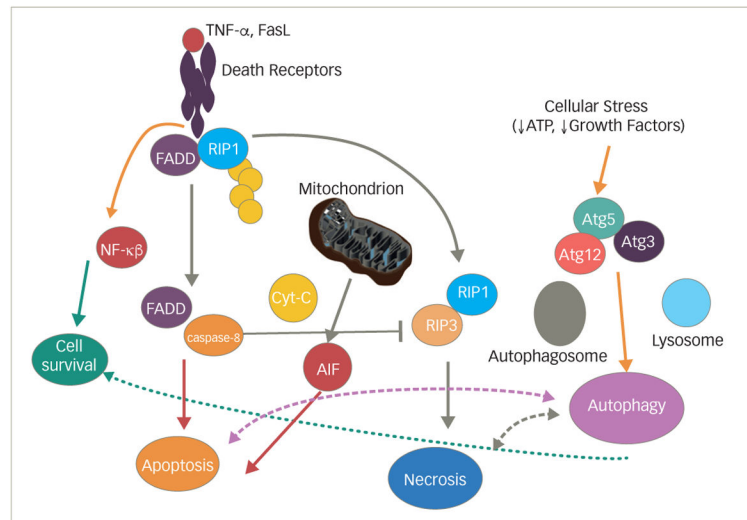 TNF-α, FasL
Death Receptors
FADD
RIP1
Cellular Stress
(↓ATP, ↓Growth Factors)
Mitochondrion
Atg5
Atg3
Atg12
NF-κβ
Cyt-C
RIP1
FADD
RIP3
caspase-8
Cell
survival
AIF
Autophagosome
Lysosome
Autophagy
Apoptosis
Necrosis